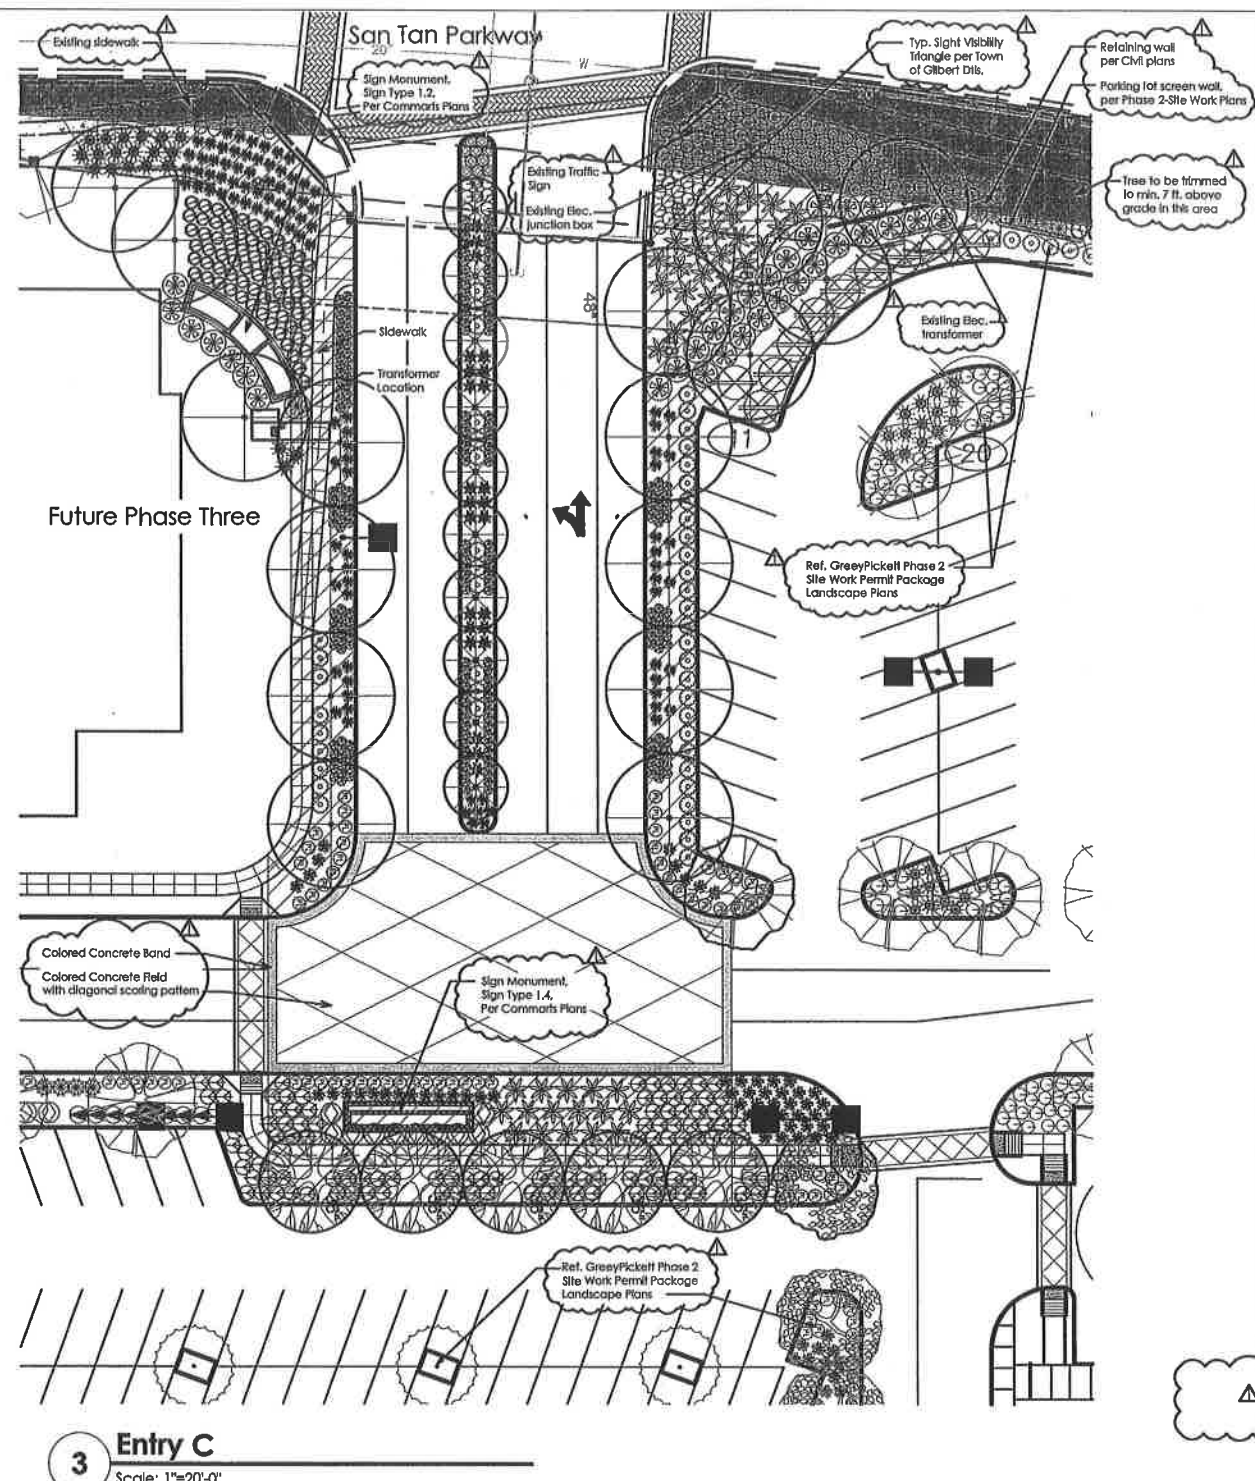 San Tan Parkway
20'
W
Existing sidewalk
Sign Monument,
Sign Type 1.2,
Per Commarts Plans
Typ. Sight Visibility
Triangle per Town
of Gilbert Dtls.
Retaining wall
per Civil plans
Parking lot screen wall,
per Phase 2-Site Work Plans
Existing Traffic
Sign
Existing Elec.
junction box
Tree to be trimmed
to min. 7 ft. above
grade in this area
48"
Sidewalk
Transformer
Location
Existing Elec.
transformer
11
20
Future Phase Three
Ref. GreeyPickett Phase 2
Site Work Permit Package
Landscape Plans
Colored Concrete Band
Colored Concrete Field
with diagonal scoring pattern
Sign Monument,
Sign Type 1.4,
Per Commarts Plans
Ref. GreeyPickett Phase 2
Site Work Permit Package
Landscape Plans
3
Entry C
Scale: 1"=20'-0"